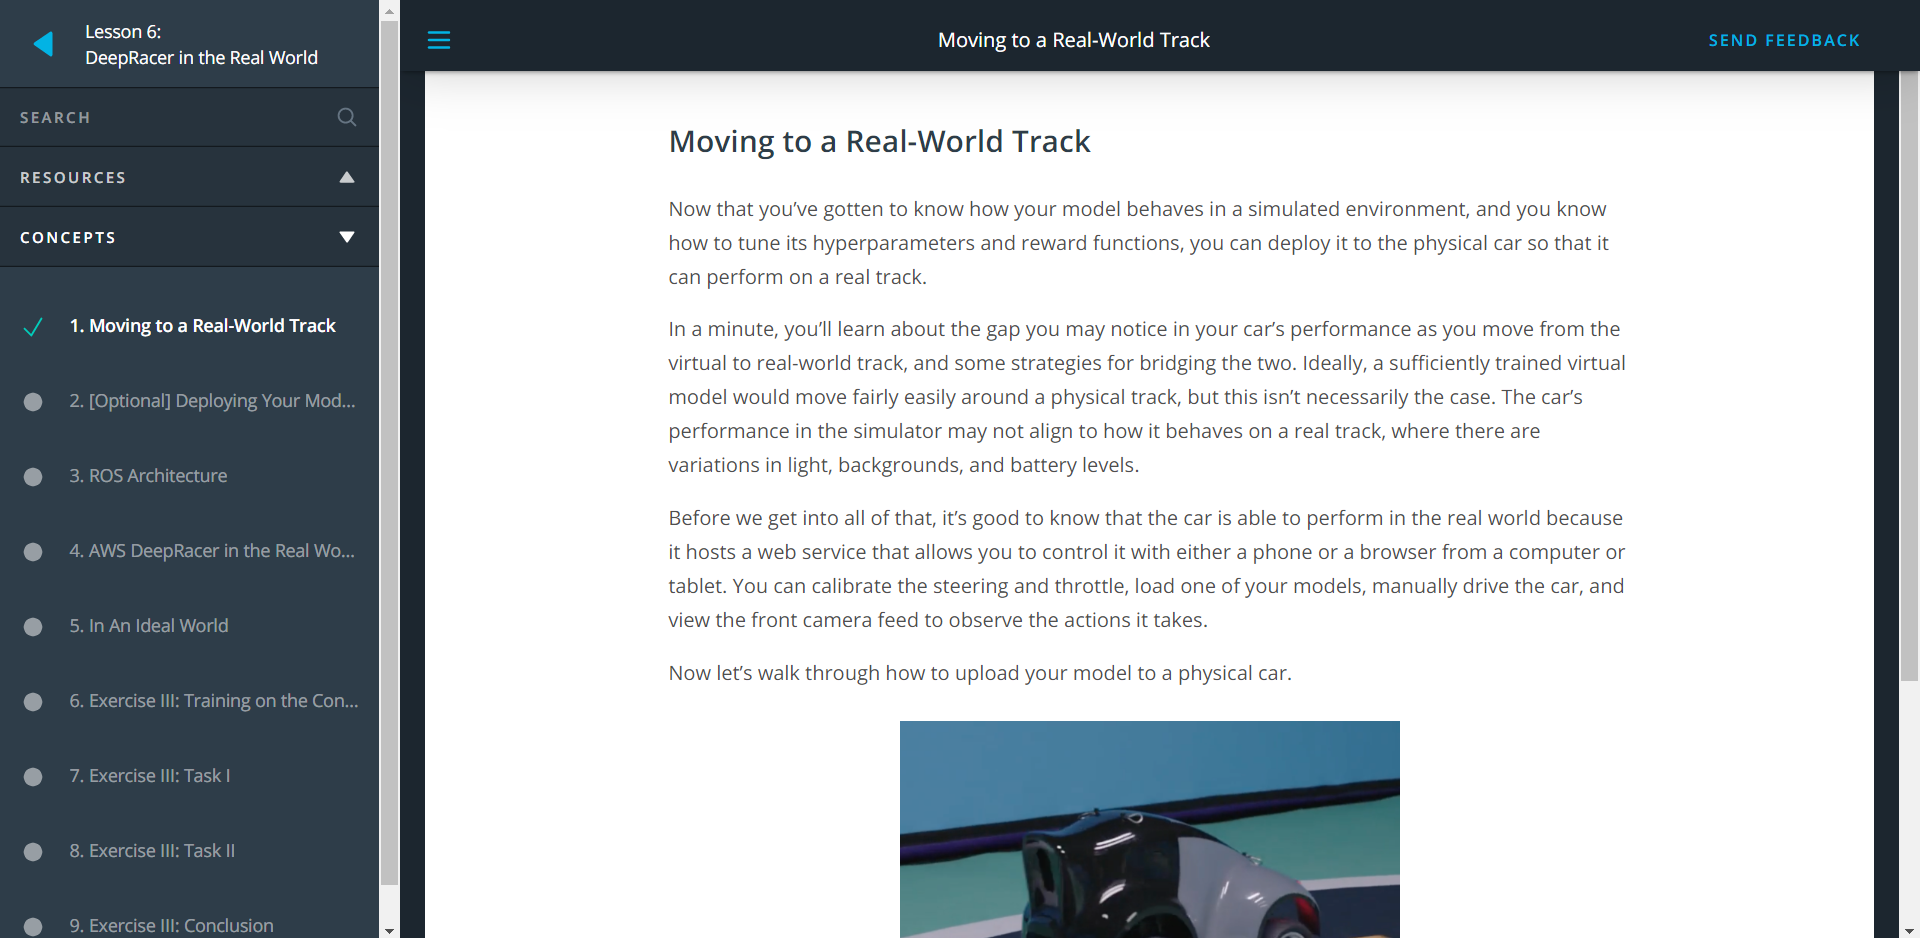 Lesson 6:
DeepRacer in the Real World
SEARCH
RESOURCES
CONCEPTS
1. Moving to a Real-World Track
2. [Optional] Deploying Your Mod...
3. ROS Architecture
4. AWS DeepRacer in the Real Wo...
5. In An Ideal World
6. Exercise III: Training on the Con...
7. Exercise III: Task I
8. Exercise III: Task II
9. Exercise III: Conclusion
Moving to a Real-World Track
SEND FEEDBACK
Moving to a Real-World Track
Now that you’ve gotten to know how your model behaves in a simulated environment, and you know
how to tune its hyperparameters and reward functions, you can deploy it to the physical car so that it
can perform on a real track.
In a minute, you’ll learn about the gap you may notice in your car’s performance as you move from the
virtual to real-world track, and some strategies for bridging the two. Ideally, a sufficiently trained virtual
model would move fairly easily around a physical track, but this isn’t necessarily the case. The car’s
performance in the simulator may not align to how it behaves on a real track, where there are
variations in light, backgrounds, and battery levels.
Before we get into all of that, it’s good to know that the car is able to perform in the real world because
it hosts a web service that allows you to control it with either a phone or a browser from a computer or
tablet. You can calibrate the steering and throttle, load one of your models, manually drive the car, and
view the front camera feed to observe the actions it takes.
Now let’s walk through how to upload your model to a physical car.